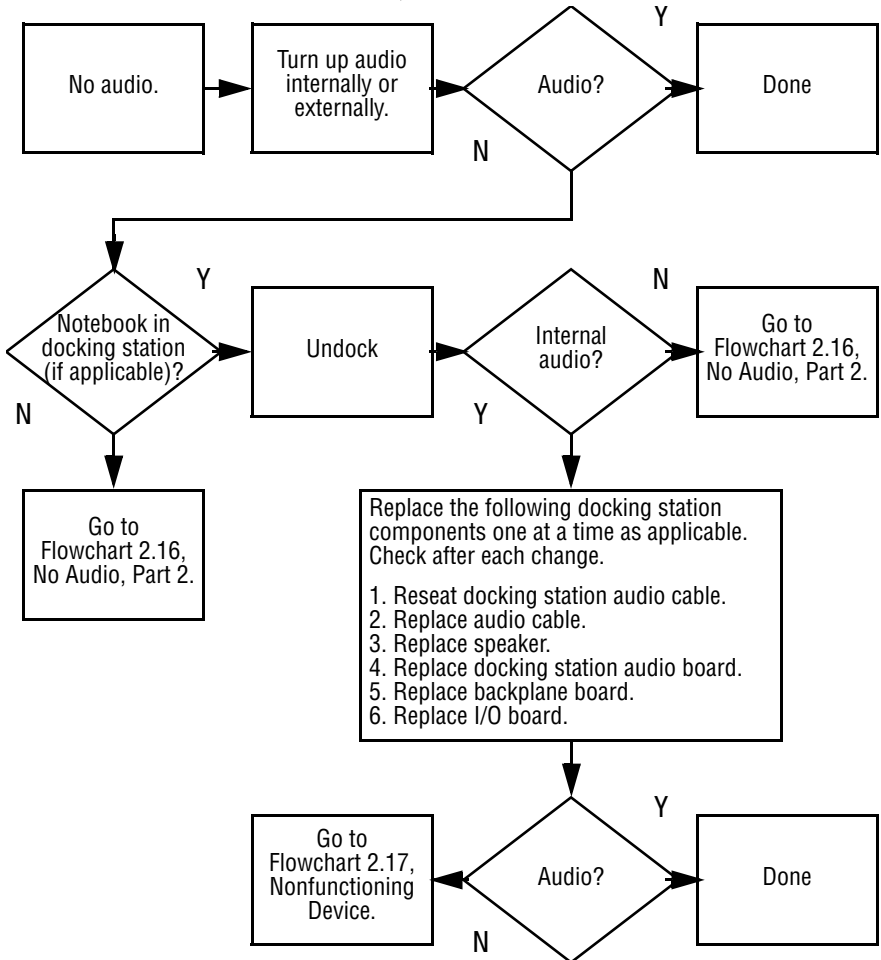 Y
No audio.
Turn up audio
internally or
externally.
Audio?
Done
N
Y
N
Notebook in
docking station
(if applicable)?
Undock
Internal
audio?
Go to
Flowchart 2.16,
No Audio, Part 2.
N
Y
Go to
Flowchart 2.16,
No Audio, Part 2.
Replace the following docking station
components one at a time as applicable.
Check after each change.
1. Reseat docking station audio cable.
2. Replace audio cable.
3. Replace speaker.
4. Replace docking station audio board.
5. Replace backplane board.
6. Replace I/O board.
Y
Go to
Flowchart 2.17,
Nonfunctioning
Device.
Audio?
Done
N